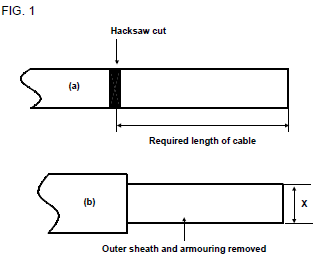 FIG. 1
Hacksaw cut
(a)
Required length of cable
(b)
X
Outer sheath and armouring removed